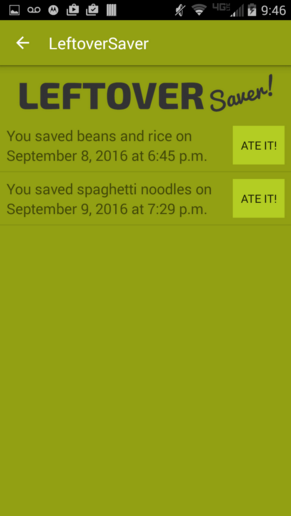 4G 9:46
LeftoverSaver
LEFTOVER Saver!
You saved beans and rice on
September 8, 2016 at 6:45 p.m.
ATE IT!
You saved spaghetti noodles on
September 9, 2016 at 7:29 p.m.
ATE IT!